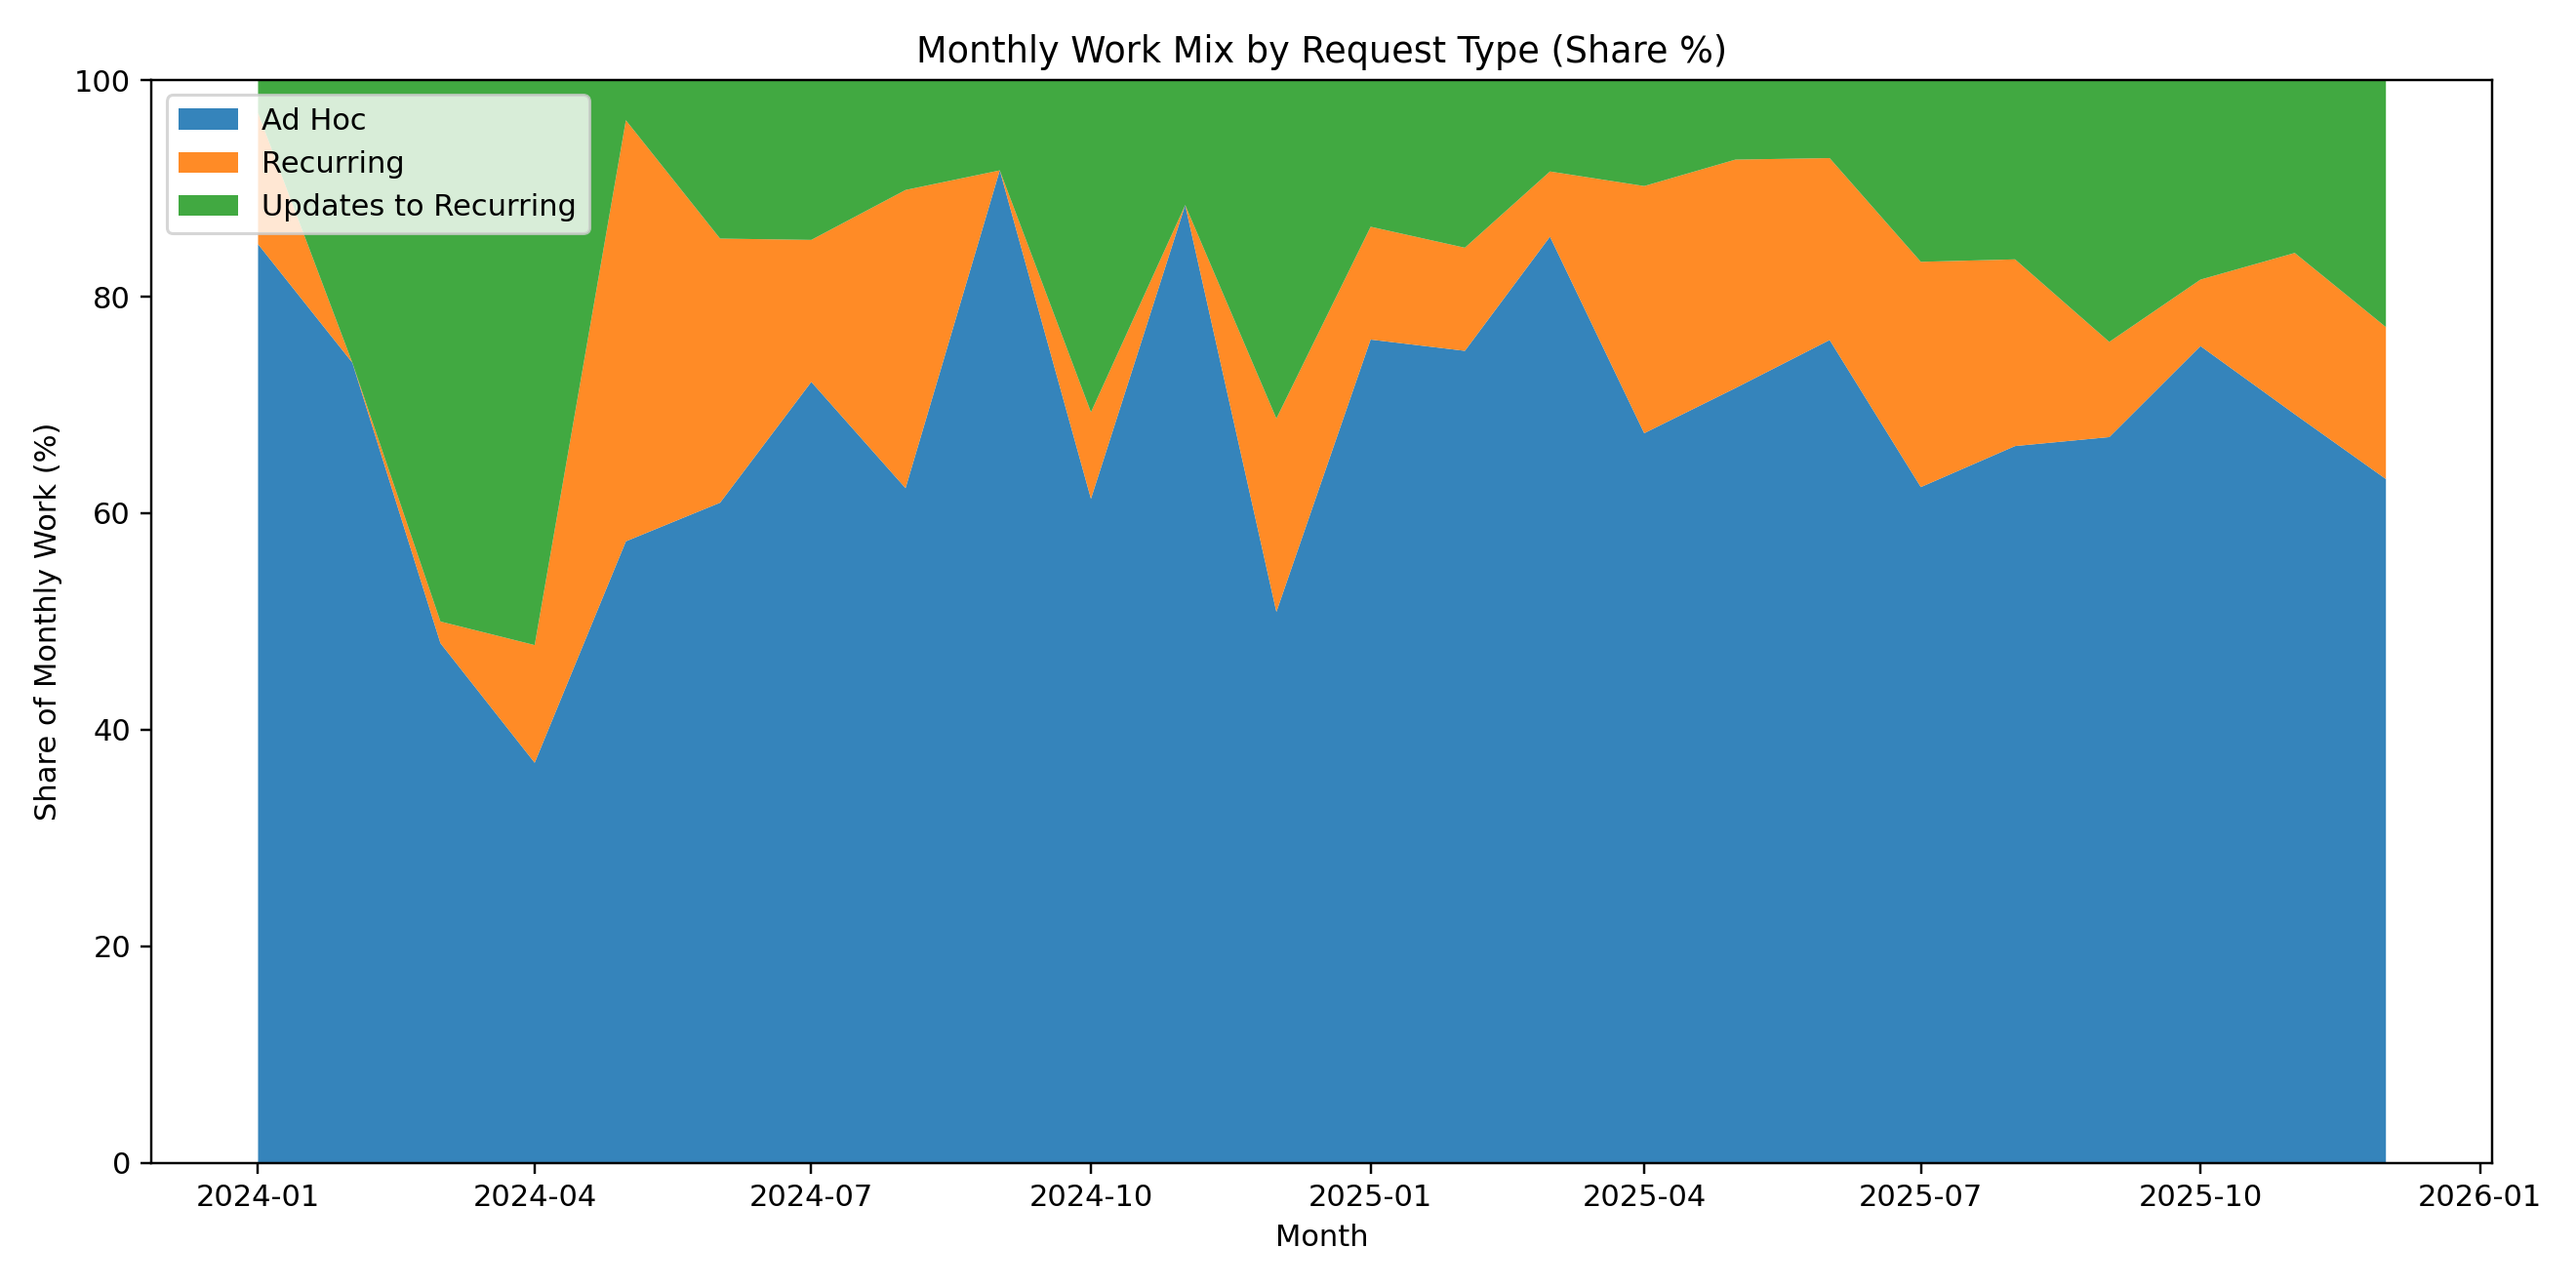 Monthly Work Mix by Request Type (Share %)
100
80
60
40
20
0
Share of Monthly Work (%)
Ad Hoc
Recurring
Updates to Recurring
2024-01 2024-04 2024-07 2024-10 2025-01 2025-04 2025-07 2025-10 2026-01
Month